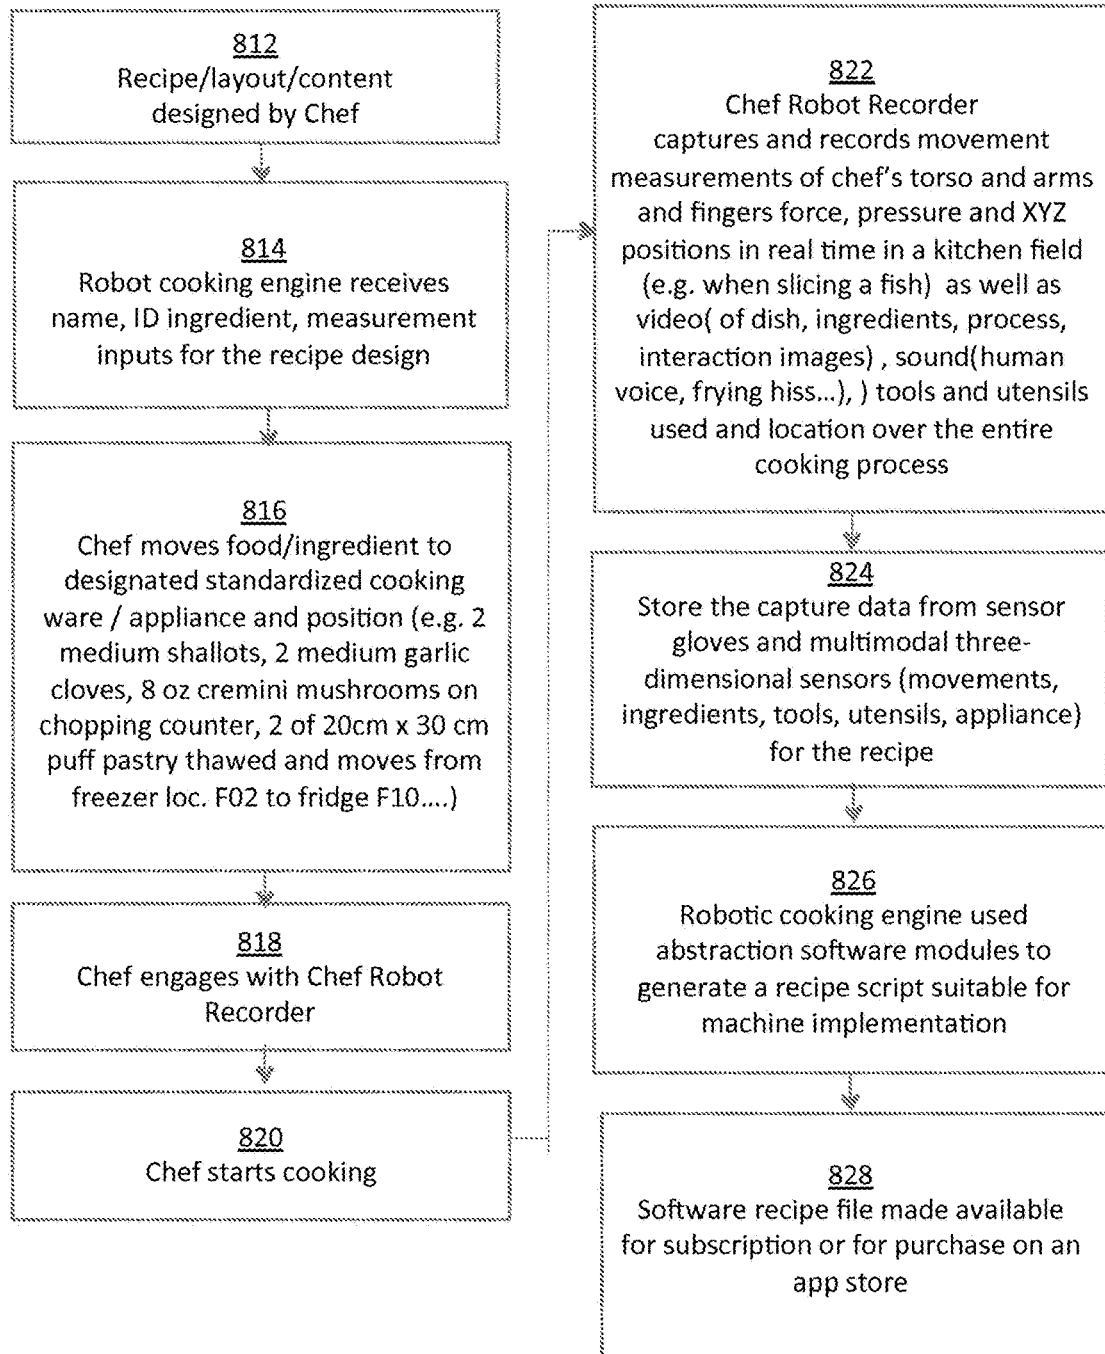 812
Recipe/layout/content
designed by Chef
814
Robot cooking engine receives
name, ID ingredient, measurement
inputs for the recipe design
816
Chef moves food/ingredient to
designated standardized cooking
ware / appliance and position (e.g. 2
medium shallots, 2 medium garlic
cloves, 8 oz cremini mushrooms on
chopping counter, 2 of 20cm x 30 cm
puff pastry thawed and moves from
freezer loc. F02 to fridge F10....)
818
Chef engages with Chef Robot
Recorder
820
Chef starts cooking
822
Chef Robot Recorder
captures and records movement
measurements of chef's torso and arms
and fingers force, pressure and XYZ
positions in real time in a kitchen field
(e.g. when slicing a fish) as well as
video( of dish, ingredients, process,
interaction images) , sound(human
voice, frying hiss...), ) tools and utensils
used and location over the entire
cooking process
824
Store the capture data from sensor
gloves and multimodal three-
dimensional sensors (movements,
ingredients, tools, utensils, appliance)
for the recipe
826
Robotic cooking engine used
abstraction software modules to
generate a recipe script suitable for
machine implementation
828
Software recipe file made available
for subscription or for purchase on an
app store